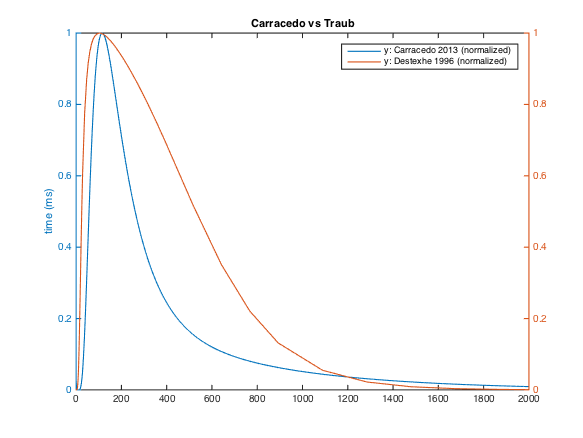 Carracedo vs Traub
y: Carracedo 2013 (normalized)
y: Destexhe 1996 (normalized)
time (ms)
1
0.8
0.6
0.4
0.2
0
1
0.8
0.6
0.4
0.2
0
0 200 400 600 800 1000 1200 1400 1600 1800 2000